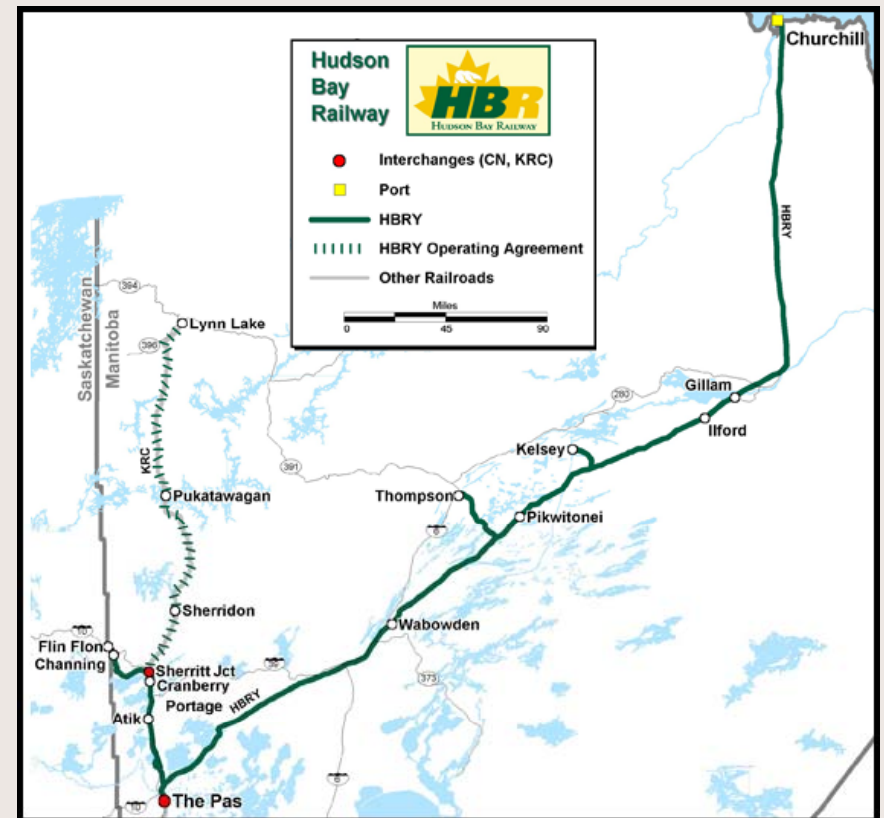 Churchill
Hudson
Bay
Railway
HBR
HUDSON BAY RAILWAY
Interchanges (CN, KRC)
Port
HBRY
HBRY Operating Agreement
Other Railroads
Miles
0 45 90
HBRY
Saskatchewan
Manitoba
394
Lynn Lake
396
KRC
391
280
Gillam
Ilford
Kelsey
Thompson
Pukatawagan
Pikwitonei
6
Sherridon
Wabowden
10
Flin Flon
Channing
Sherritt Jct
Cranberry
Portage
39
373
HBRY
Atik
6
10
The Pas